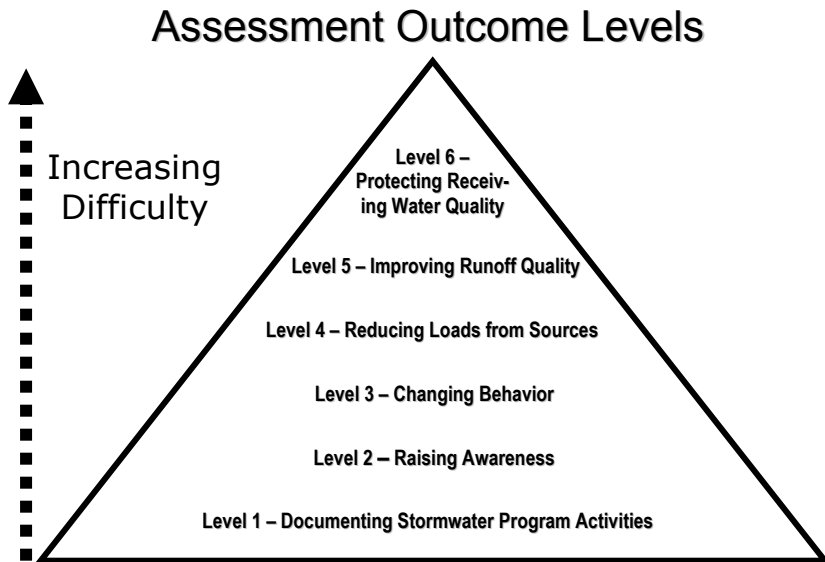 Assessment Outcome Levels
Increasing
Difficulty
Level 6 –
Protecting Receiv-
ing Water Quality
Level 5 – Improving Runoff Quality
Level 4 – Reducing Loads from Sources
Level 3 – Changing Behavior
Level 2 – Raising Awareness
Level 1 – Documenting Stormwater Program Activities